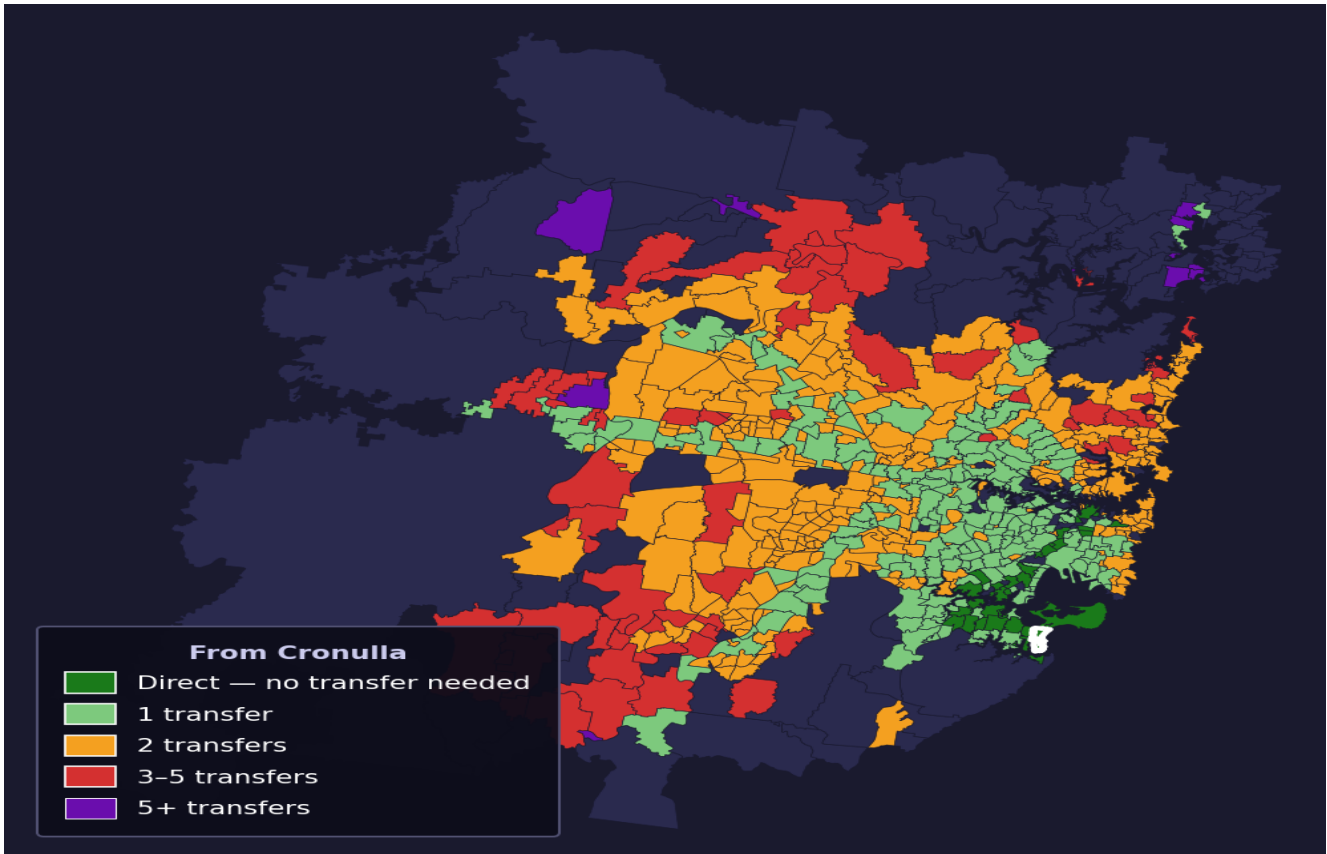 From Cronulla
Direct — no transfer needed
1 transfer
2 transfers
3–5 transfers
5+ transfers